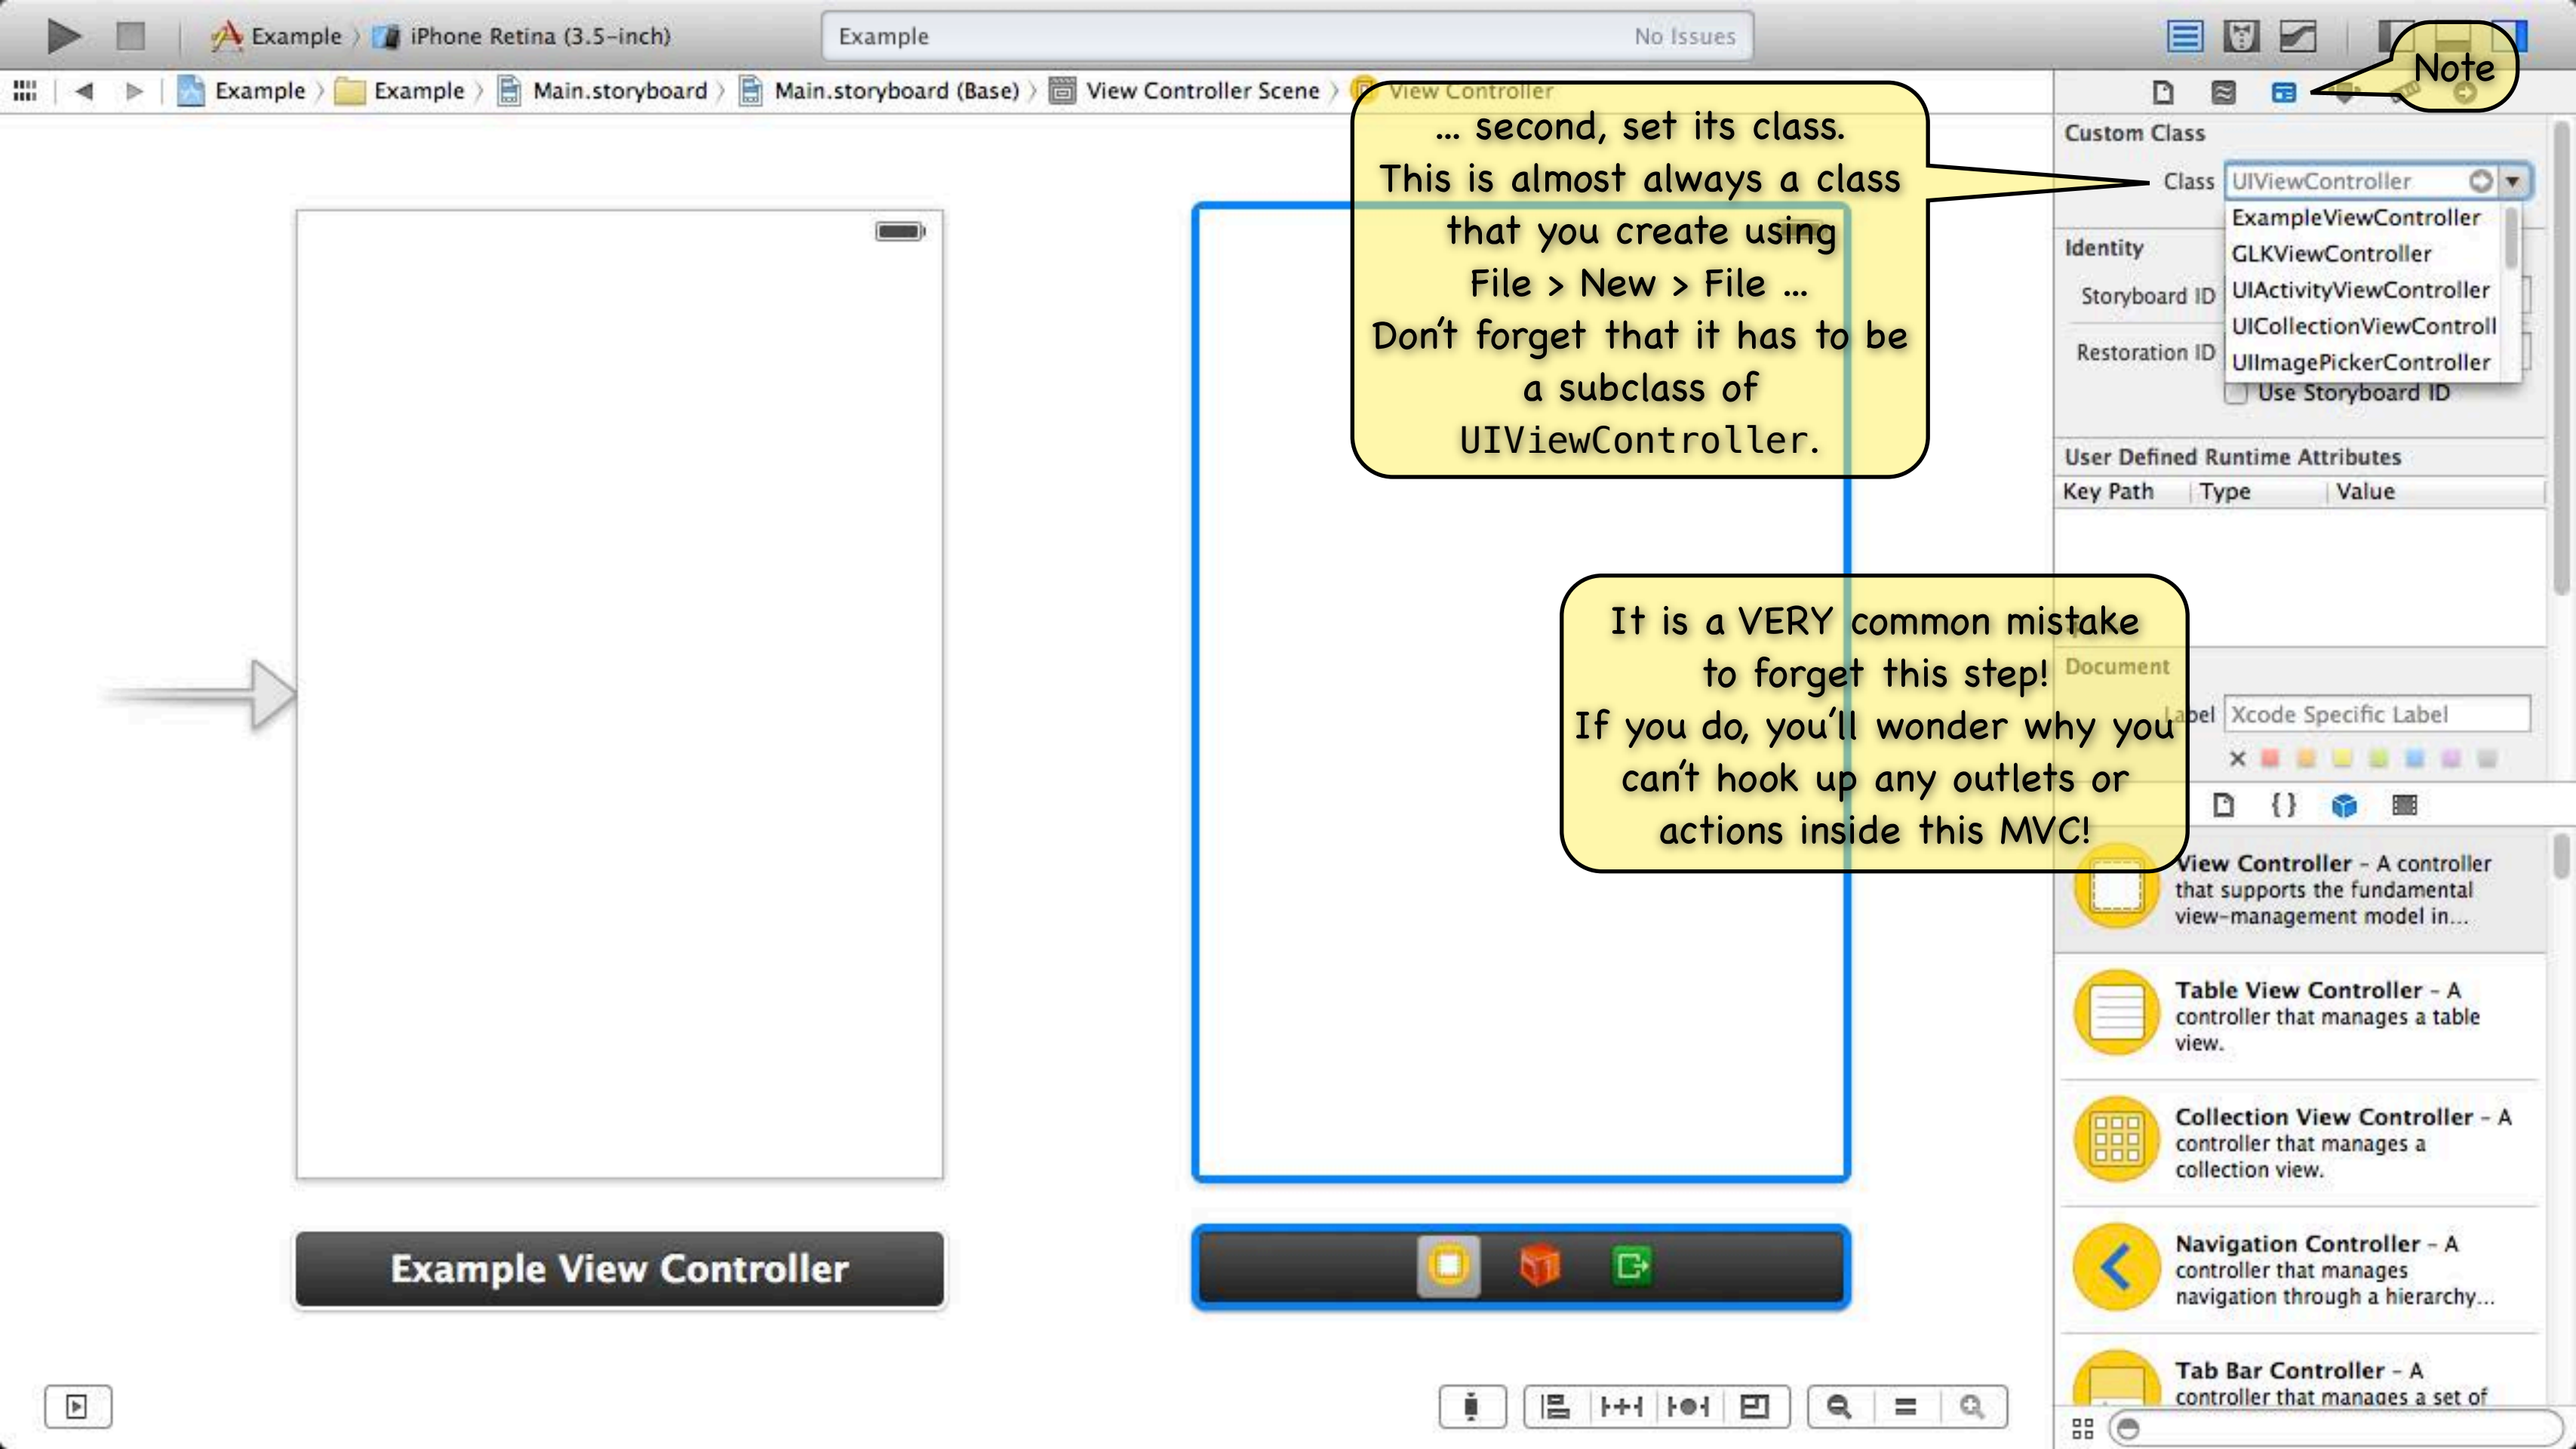 Example › iPhone Retina (3.5-inch)
Example
No Issues
Note
Example › Example › Main.storyboard › Main.storyboard (Base) › View Controller Scene › View Controller
... second, set its class.
This is almost always a class
that you create using
File > New > File ...
Don't forget that it has to be
a subclass of
UIViewController.
Custom Class
Class UIViewController
ExampleViewController
GLKViewController
UIActivityViewController
UICollectionViewControll
UIImagePickerController
Identity
Storyboard ID
Restoration ID
Use Storyboard ID
User Defined Runtime Attributes
Key Path Type Value
It is a VERY common mistake
to forget this step!
If you do, you'll wonder why you
can't hook up any outlets or
actions inside this MVC!
Document
Label Xcode Specific Label
View Controller - A controller
that supports the fundamental
view-management model in...
Table View Controller - A
controller that manages a table
view.
Collection View Controller - A
controller that manages a
collection view.
Navigation Controller - A
controller that manages
navigation through a hierarchy...
Tab Bar Controller - A
controller that manages a set of
Example View Controller